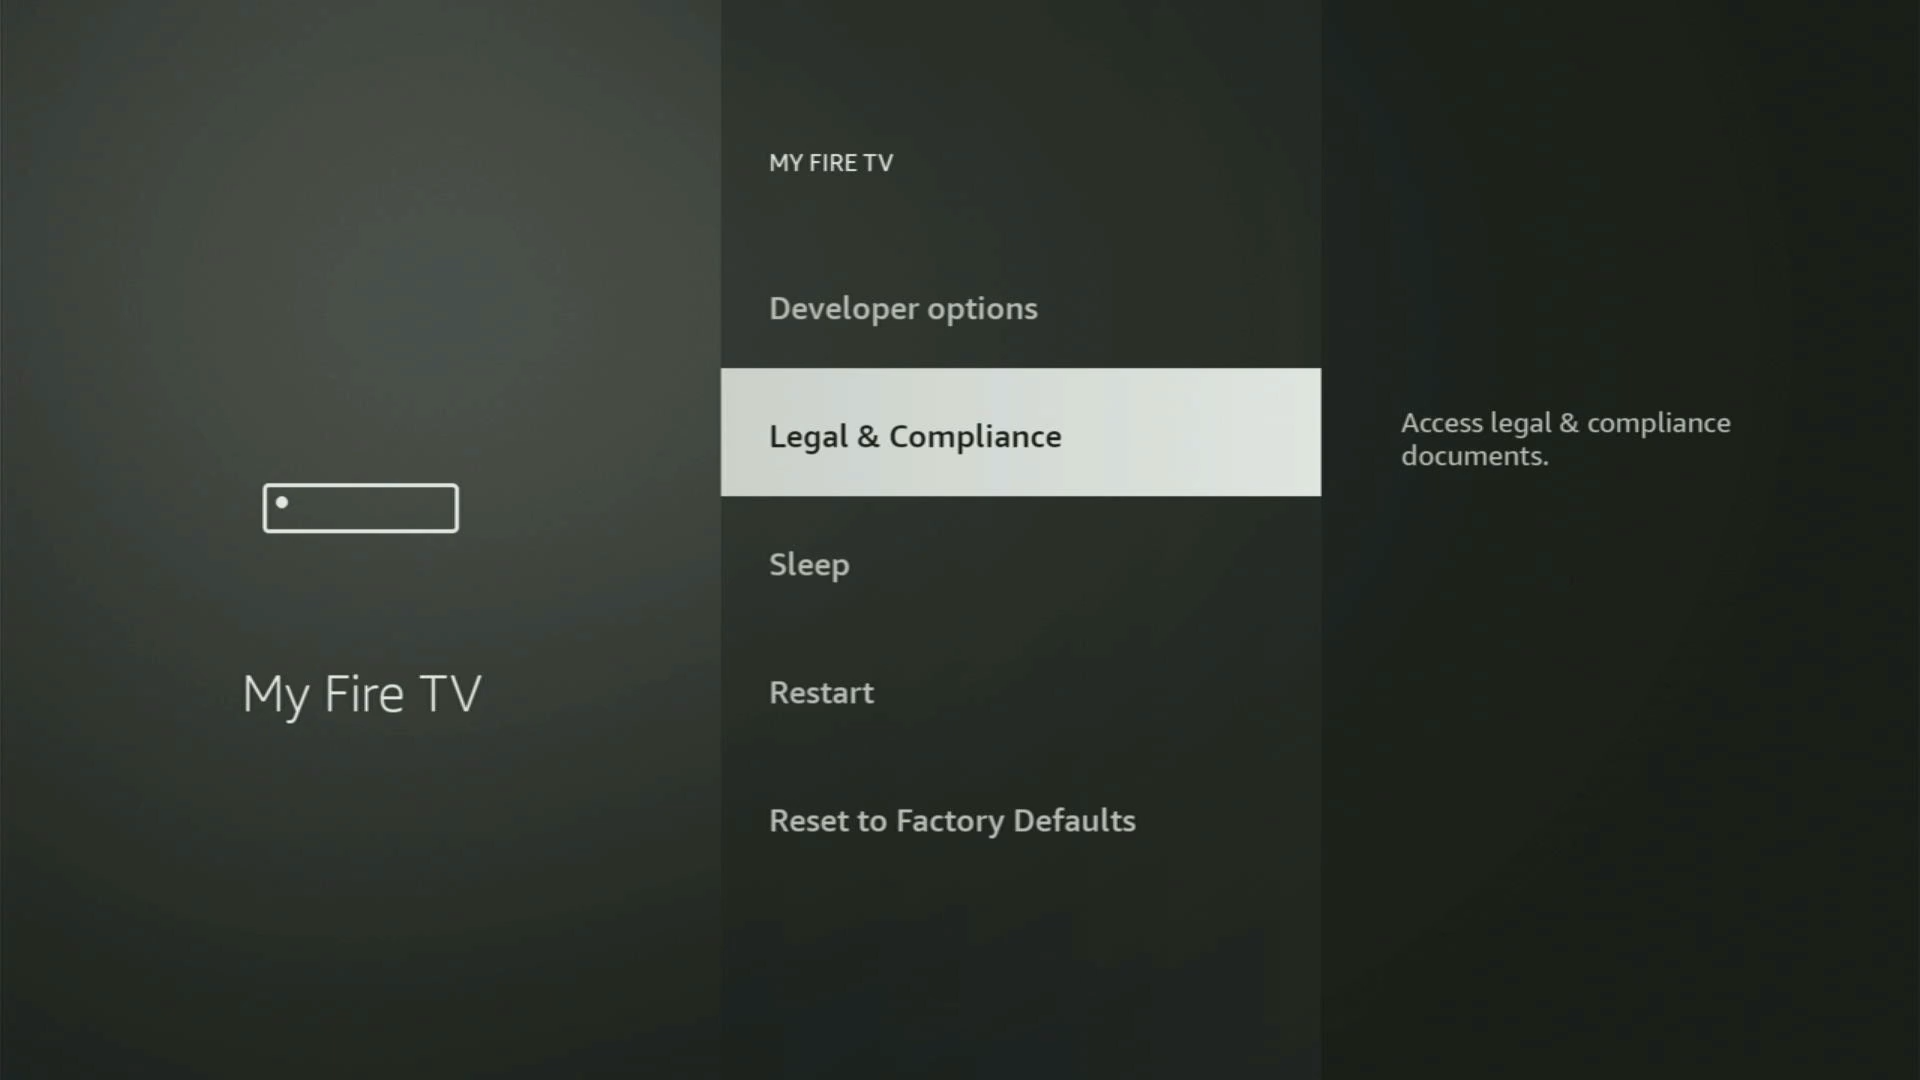 My Fire TV
MY FIRE TV
Developer options
Legal & Compliance
Sleep
Restart
Reset to Factory Defaults
Access legal & compliance
documents.